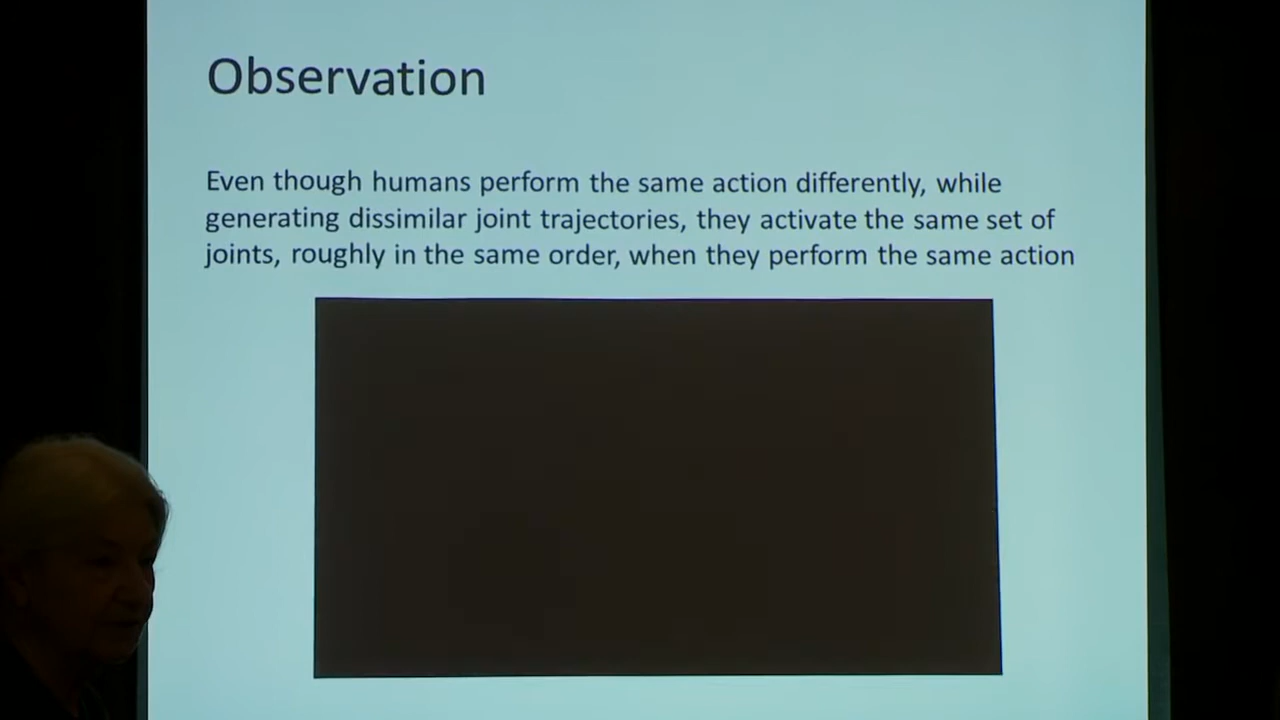 Observation
Even though humans perform the same action differently, while
generating dissimilar joint trajectories, they activate the same set of
joints, roughly in the same order, when they perform the same action